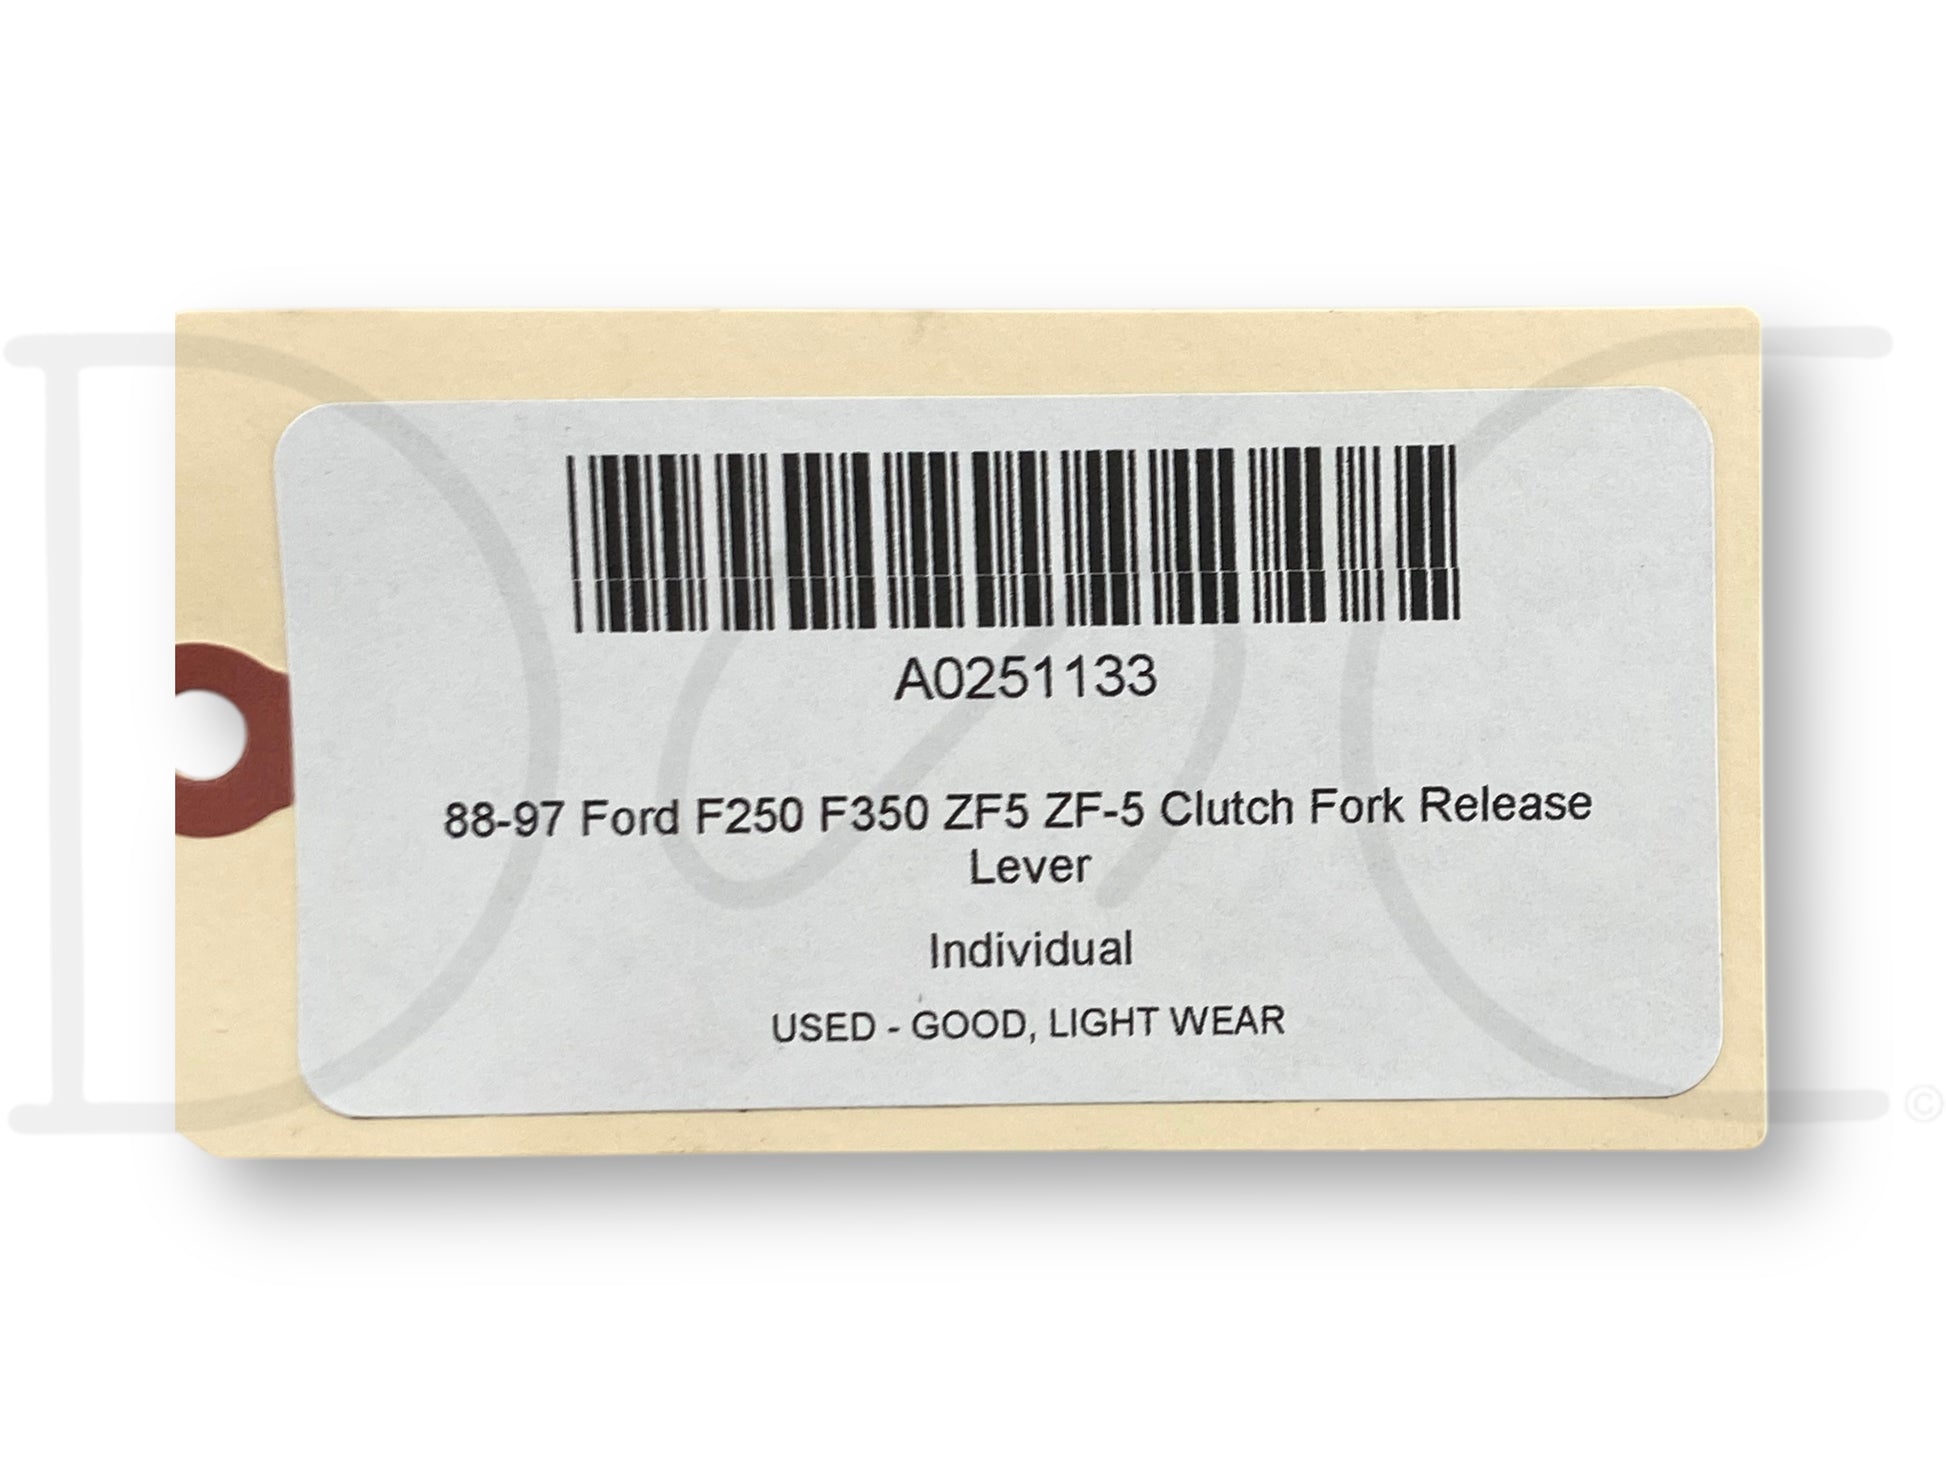 A0251133
88-97 Ford F250 F350 ZF5 ZF-5 Clutch Fork Release
Lever
Individual
USED - GOOD, LIGHT WEAR
©